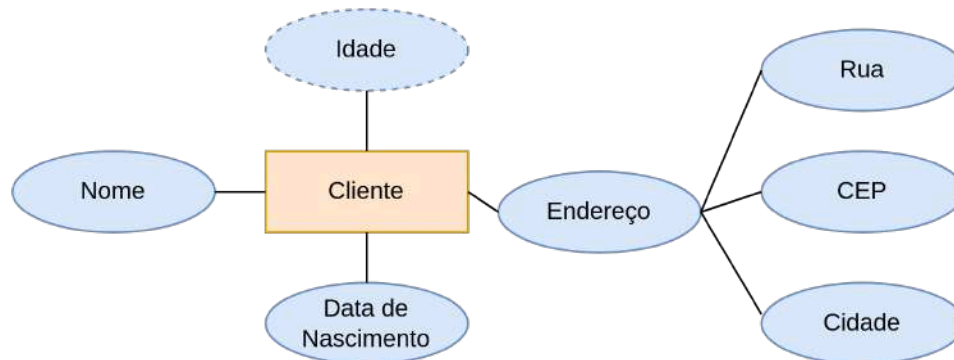 Idade
Rua
Nome
Cliente
Endereço
CEP
Data de
Nascimento
Cidade